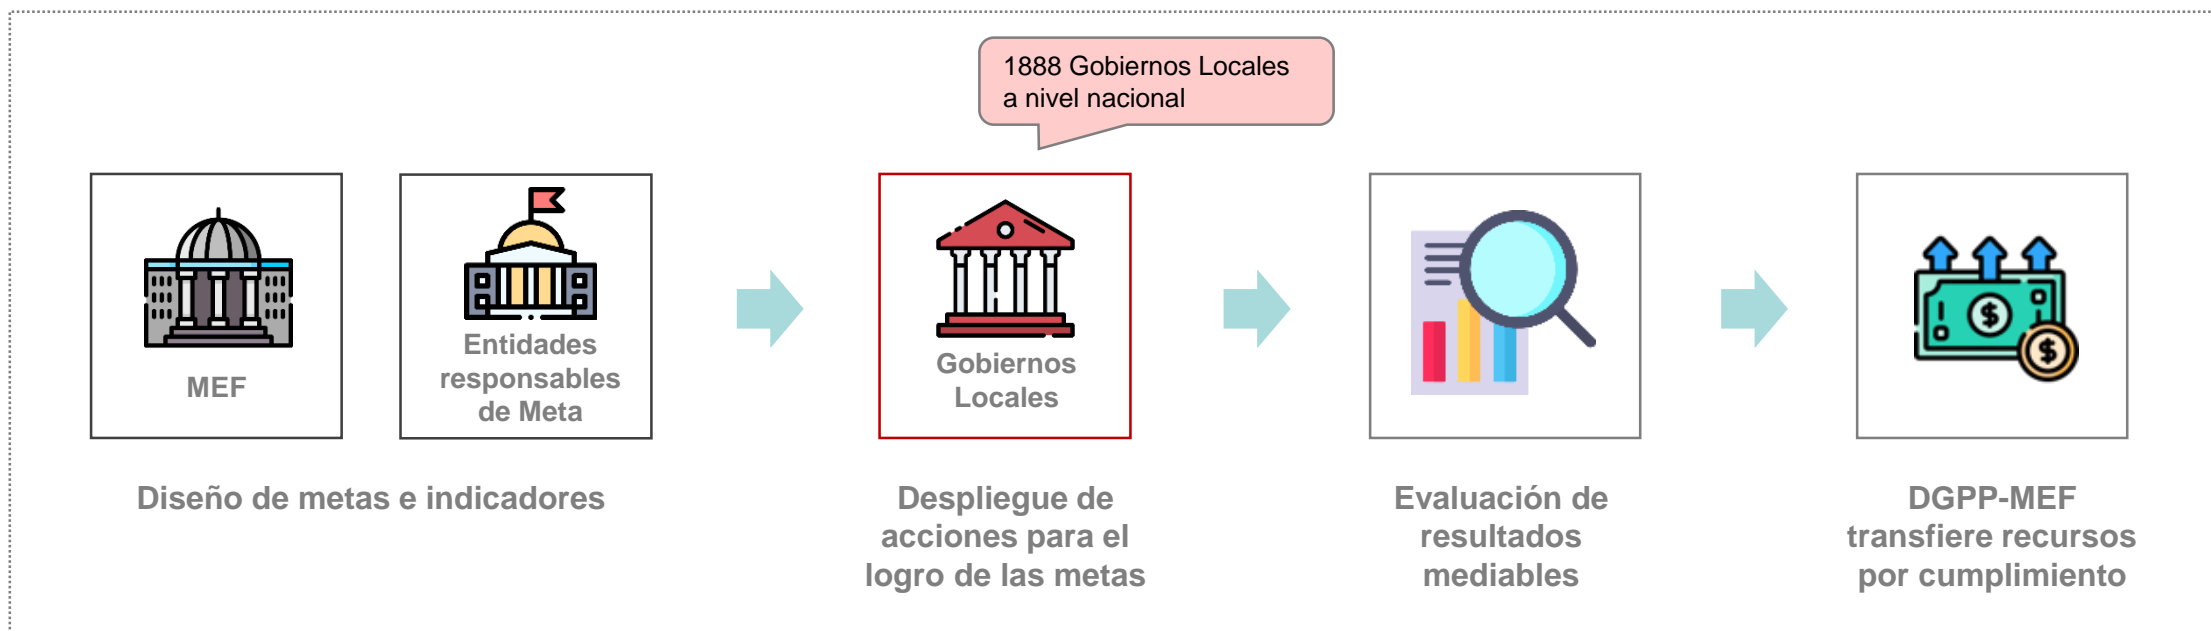 1888 Gobiernos Locales
a nivel nacional
MEF
Entidades
responsables
de Meta
Gobiernos
Locales
Diseño de metas e indicadores
Despliegue de
acciones para el
logro de las metas
Evaluación de
resultados
mediables
DGPP-MEF
transfiere recursos
por cumplimiento